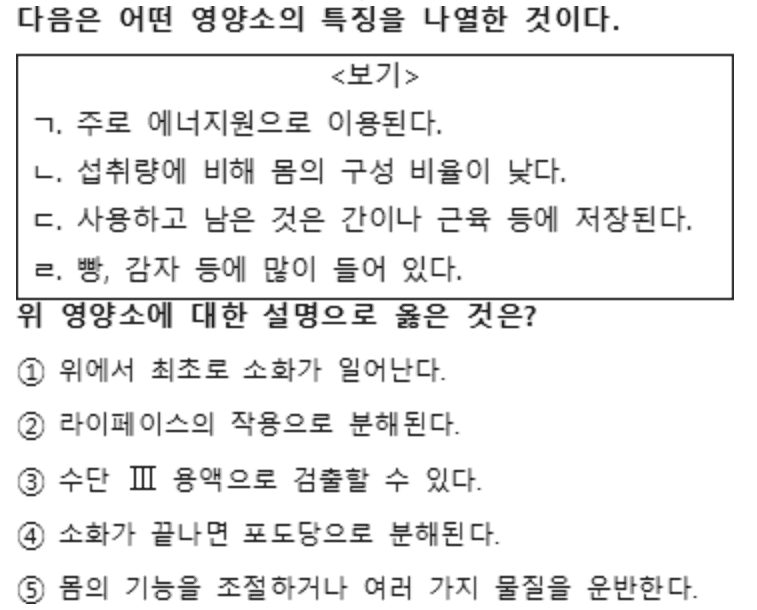 다음은 어떤 영양소의 특징을 나열한 것이다.
<보기>
ㄱ. 주로 에너지원으로 이용된다.
ㄴ. 섭취량에 비해 몸의 구성 비율이 낮다.
ㄷ. 사용하고 남은 것은 간이나 근육 등에 저장된다.
ㄹ. 빵, 감자 등에 많이 들어 있다.
위 영양소에 대한 설명으로 옳은 것은?
① 위에서 최초로 소화가 일어난다.
② 라이페이스의 작용으로 분해된다.
③ 수단 Ⅲ 용액으로 검출할 수 있다.
④ 소화가 끝나면 포도당으로 분해된다.
⑤ 몸의 기능을 조절하거나 여러 가지 물질을 운반한다.